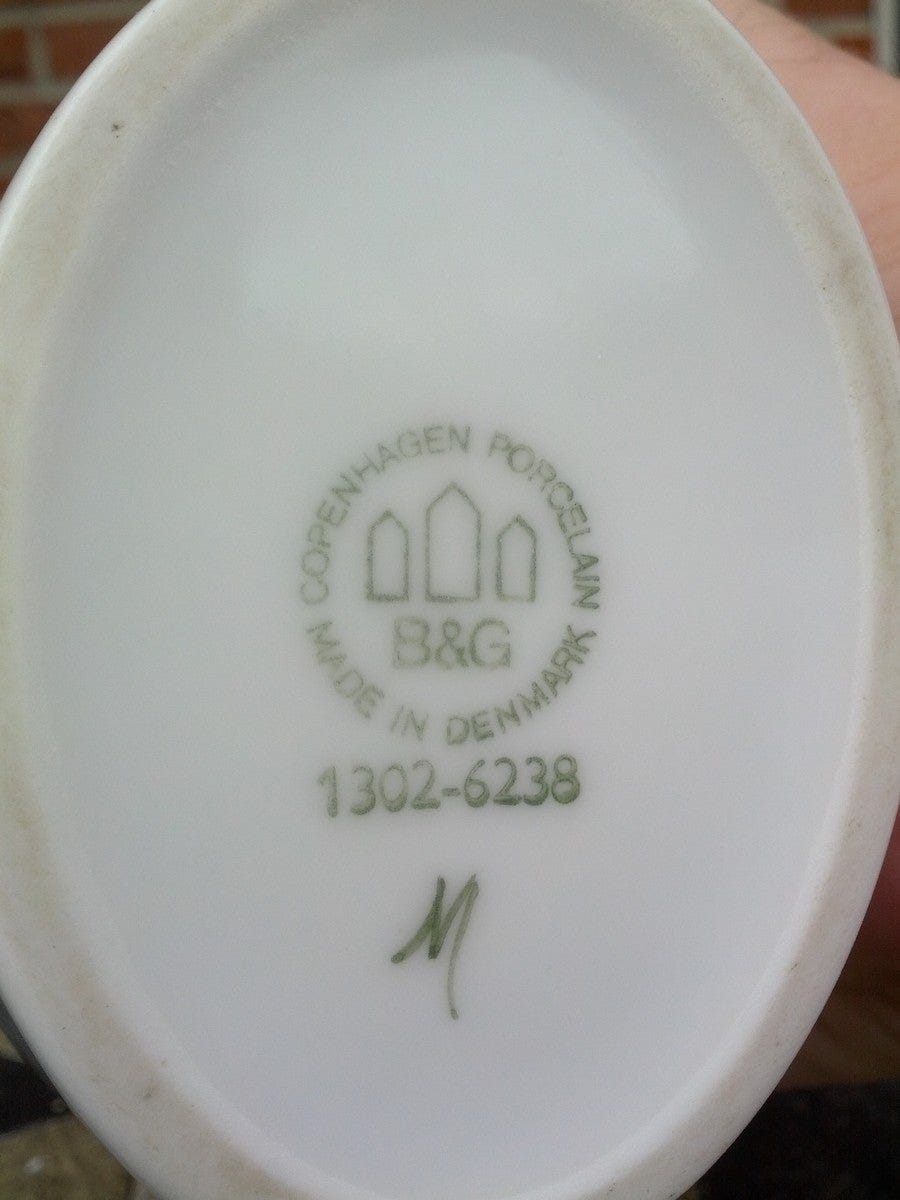 COPENHAGEN PORCELAIN
B&G
MADE IN DENMARK
1302-6238
M